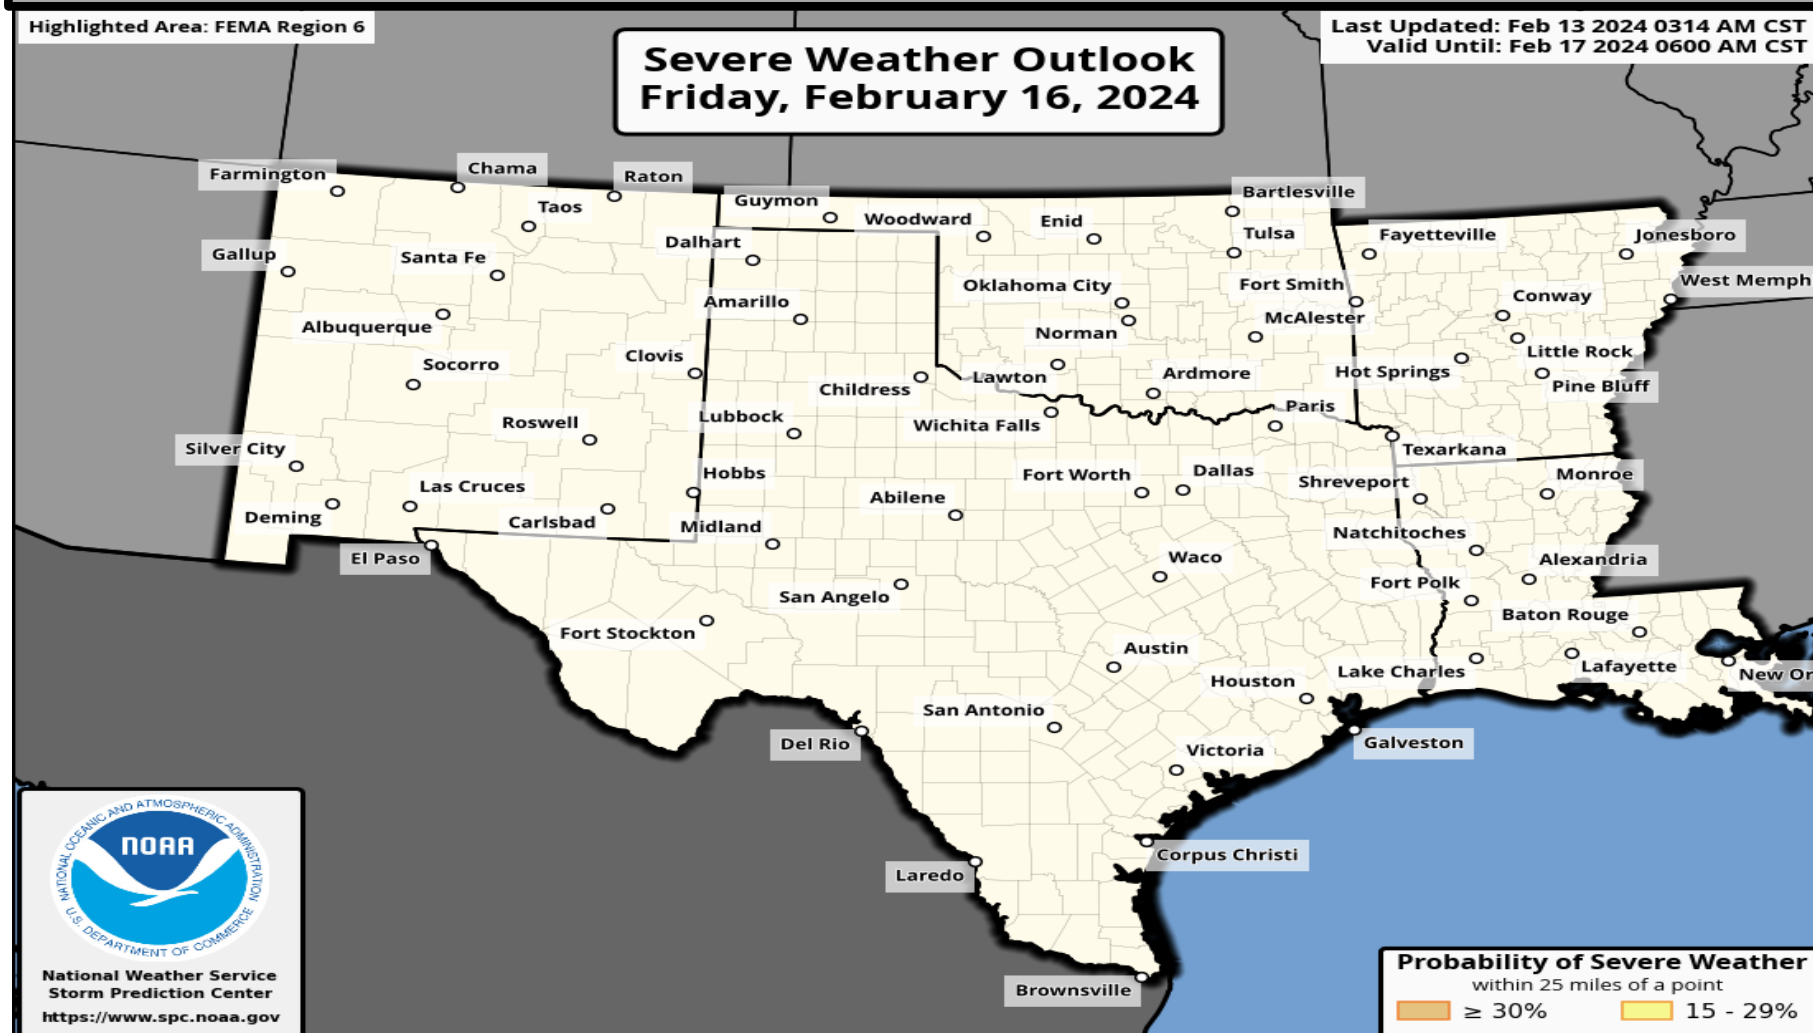 Highlighted Area: FEMA Region 6
Last Updated: Feb 13 2024 0314 AM CST
Valid Until: Feb 17 2024 0600 AM CST
Severe Weather Outlook
Friday, February 16, 2024
Farmington
Chama
Raton
Taos
Guymon
Woodward
Enid
Bartlesville
Tulsa
Fayetteville
Jonesboro
Gallup
Santa Fe
Dalhart
Oklahoma City
Fort Smith
Conway
West Memph
Albuquerque
Amarillo
Norman
McAlester
Little Rock
Socorro
Clovis
Childress
Lawton
Ardmore
Hot Springs
Pine Bluff
Roswell
Lubbock
Wichita Falls
Paris
Texarkana
Silver City
Las Cruces
Hobbs
Abilene
Fort Worth
Dallas
Shreveport
Monroe
Deming
Carlsbad
Midland
Natchitoches
Alexandria
El Paso
San Angelo
Waco
Fort Polk
Baton Rouge
Fort Stockton
Austin
Houston
Lake Charles
Lafayette
New Or
San Antonio
Del Rio
Victoria
Galveston
Corpus Christi
Laredo
Brownsville
NATIONAL OCEANIC AND ATMOSPHERIC ADMINISTRATION
NOAA
U.S. DEPARTMENT OF COMMERCE
National Weather Service
Storm Prediction Center
https://www.spc.noaa.gov
Probability of Severe Weather
within 25 miles of a point
≥ 30%
15 - 29%